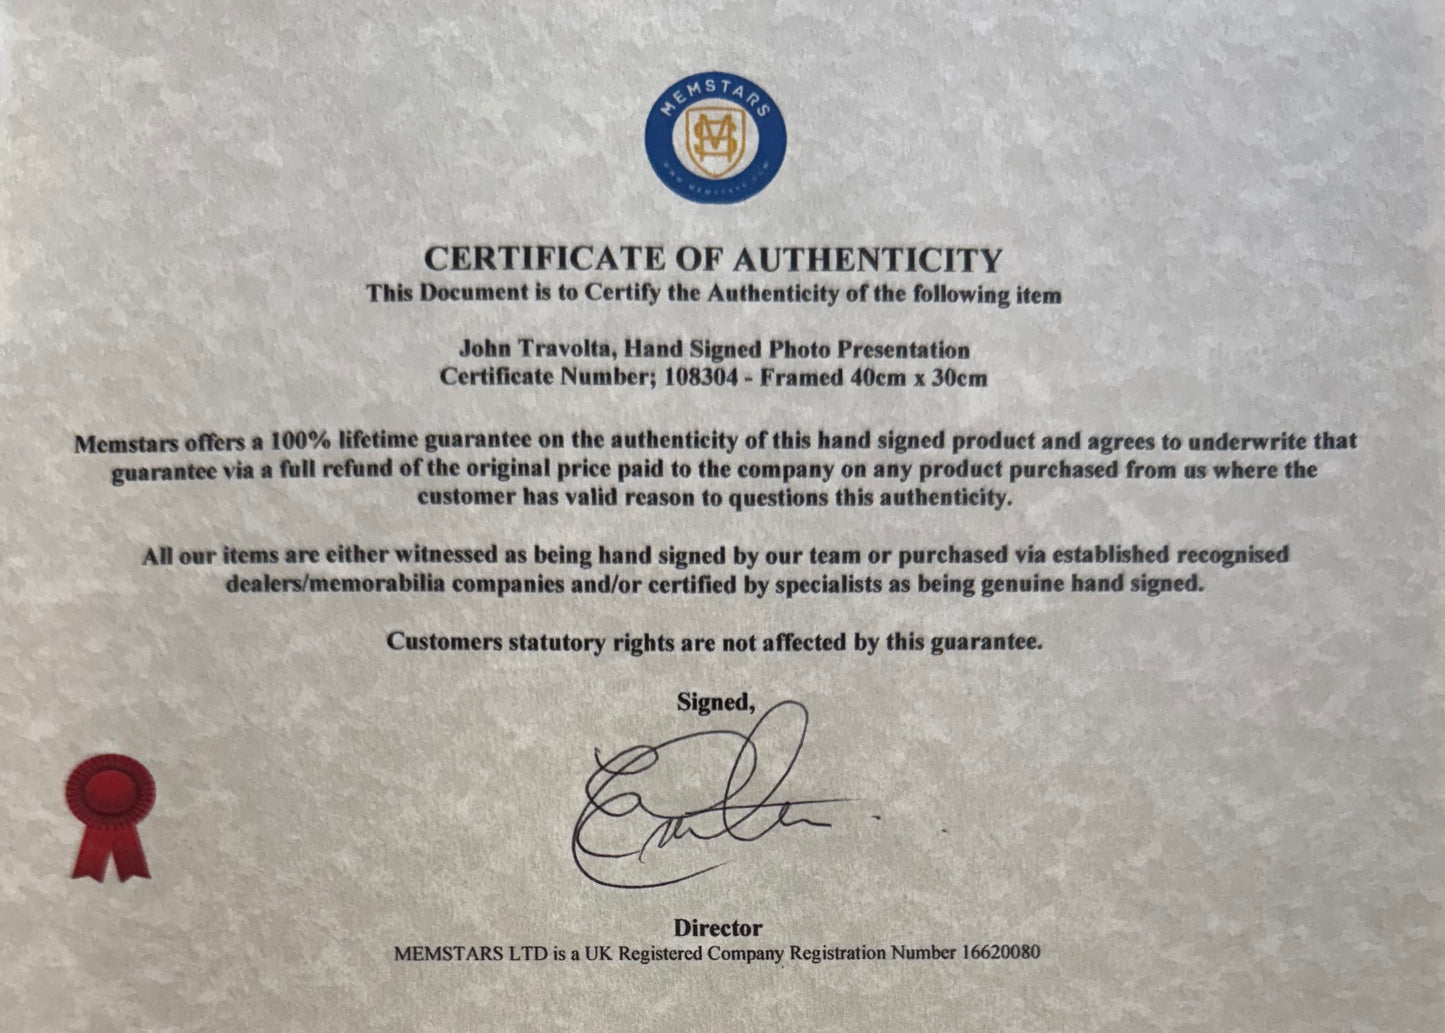 MEMSTARS
CERTIFICATE OF AUTHENTICITY
This Document is to Certify the Authenticity of the following item
John Travolta, Hand Signed Photo Presentation
Certificate Number; 108304 - Framed 40cm x 30cm
Memstars offers a 100% lifetime guarantee on the authenticity of this hand signed product and agrees to underwrite that
guarantee via a full refund of the original price paid to the company on any product purchased from us where the
customer has valid reason to questions this authenticity.
All our items are either witnessed as being hand signed by our team or purchased via established recognised
dealers/memorabilia companies and/or certified by specialists as being genuine hand signed.
Customers statutory rights are not affected by this guarantee.
Signed,
Director
MEMSTARS LTD is a UK Registered Company Registration Number 16620080